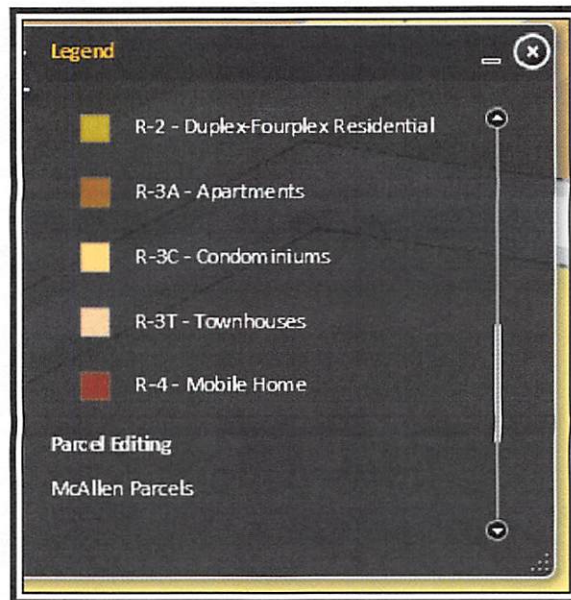 Legend
R-2 - Duplex-Fourplex Residential
R-3A - Apartments
R-3C - Condominiums
R-3T - Townhouses
R-4 - Mobile Home
Parcel Editing
McAllen Parcels